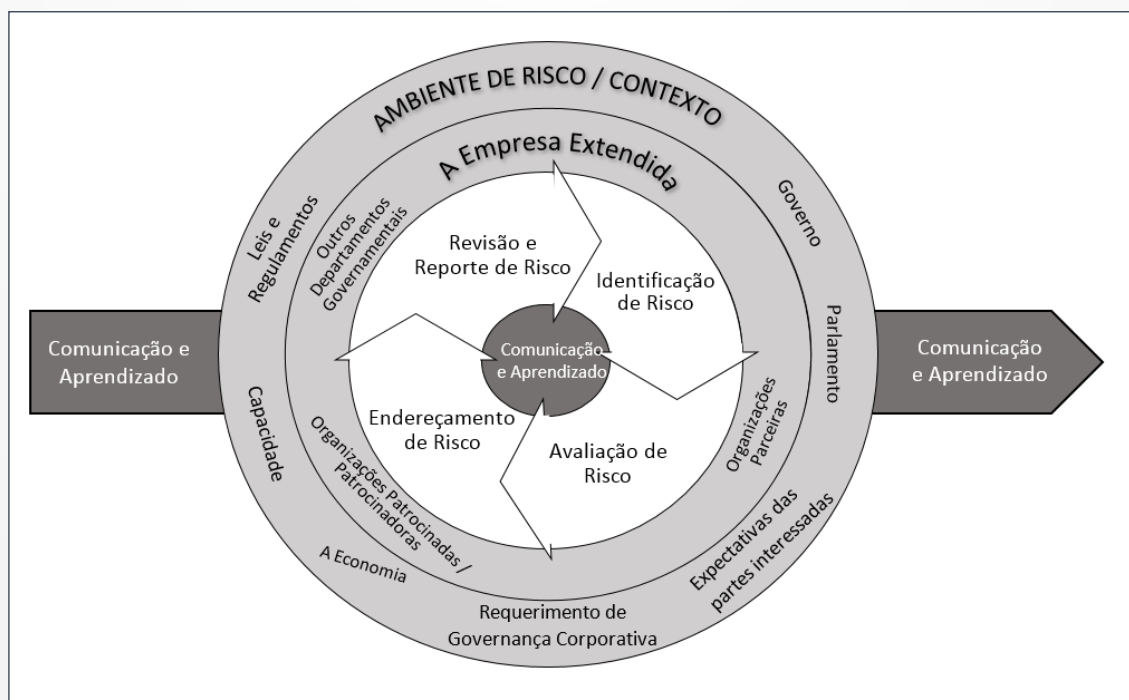 AMBIENTE DE RISCO / CONTEXTO
A Empresa Extendida
Leis e
Regulamentos
Outros
Departamentos
Governamentais
Governo
Revisão e
Reporte de Risco
Identificação
de Risco
Comunicação e
Aprendizado
Comunicação
e Aprendizado
Parlamento
Comunicação
e Aprendizado
Capacidade
Endereçamento
de Risco
Avaliação de
Risco
Organizações
Parceiras
Organizações Patrocinadas /
Patrocinadoras
A Economia
Expectativas das
partes interessadas
Requerimento de
Governança Corporativa